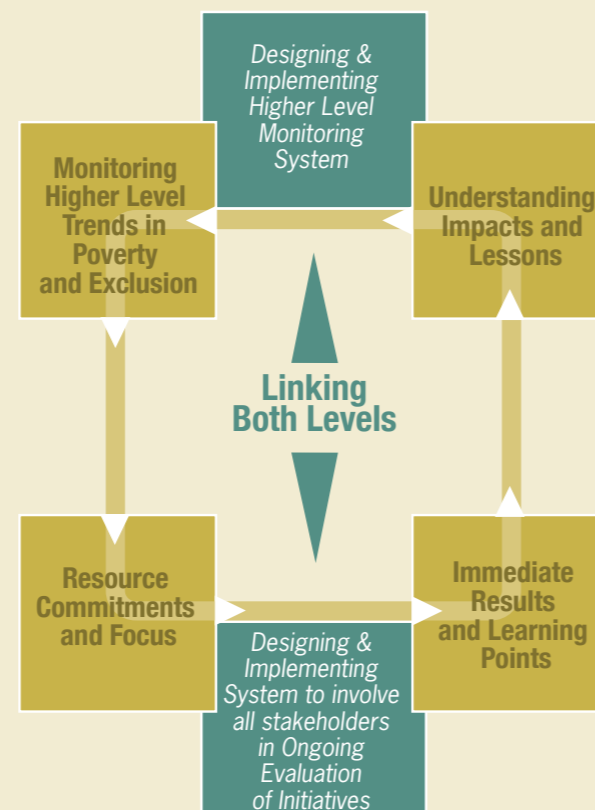 Designing &
Implementing
Higher Level
Monitoring
System
Monitoring
Higher Level
Trends in
Poverty
and Exclusion
Understanding
Impacts and
Lessons
Linking
Both Levels
Resource
Commitments
and Focus
Immediate
Results
and Learning
Points
Designing &
Implementing
System to involve
all stakeholders
in Ongoing
Evaluation
of Initiatives